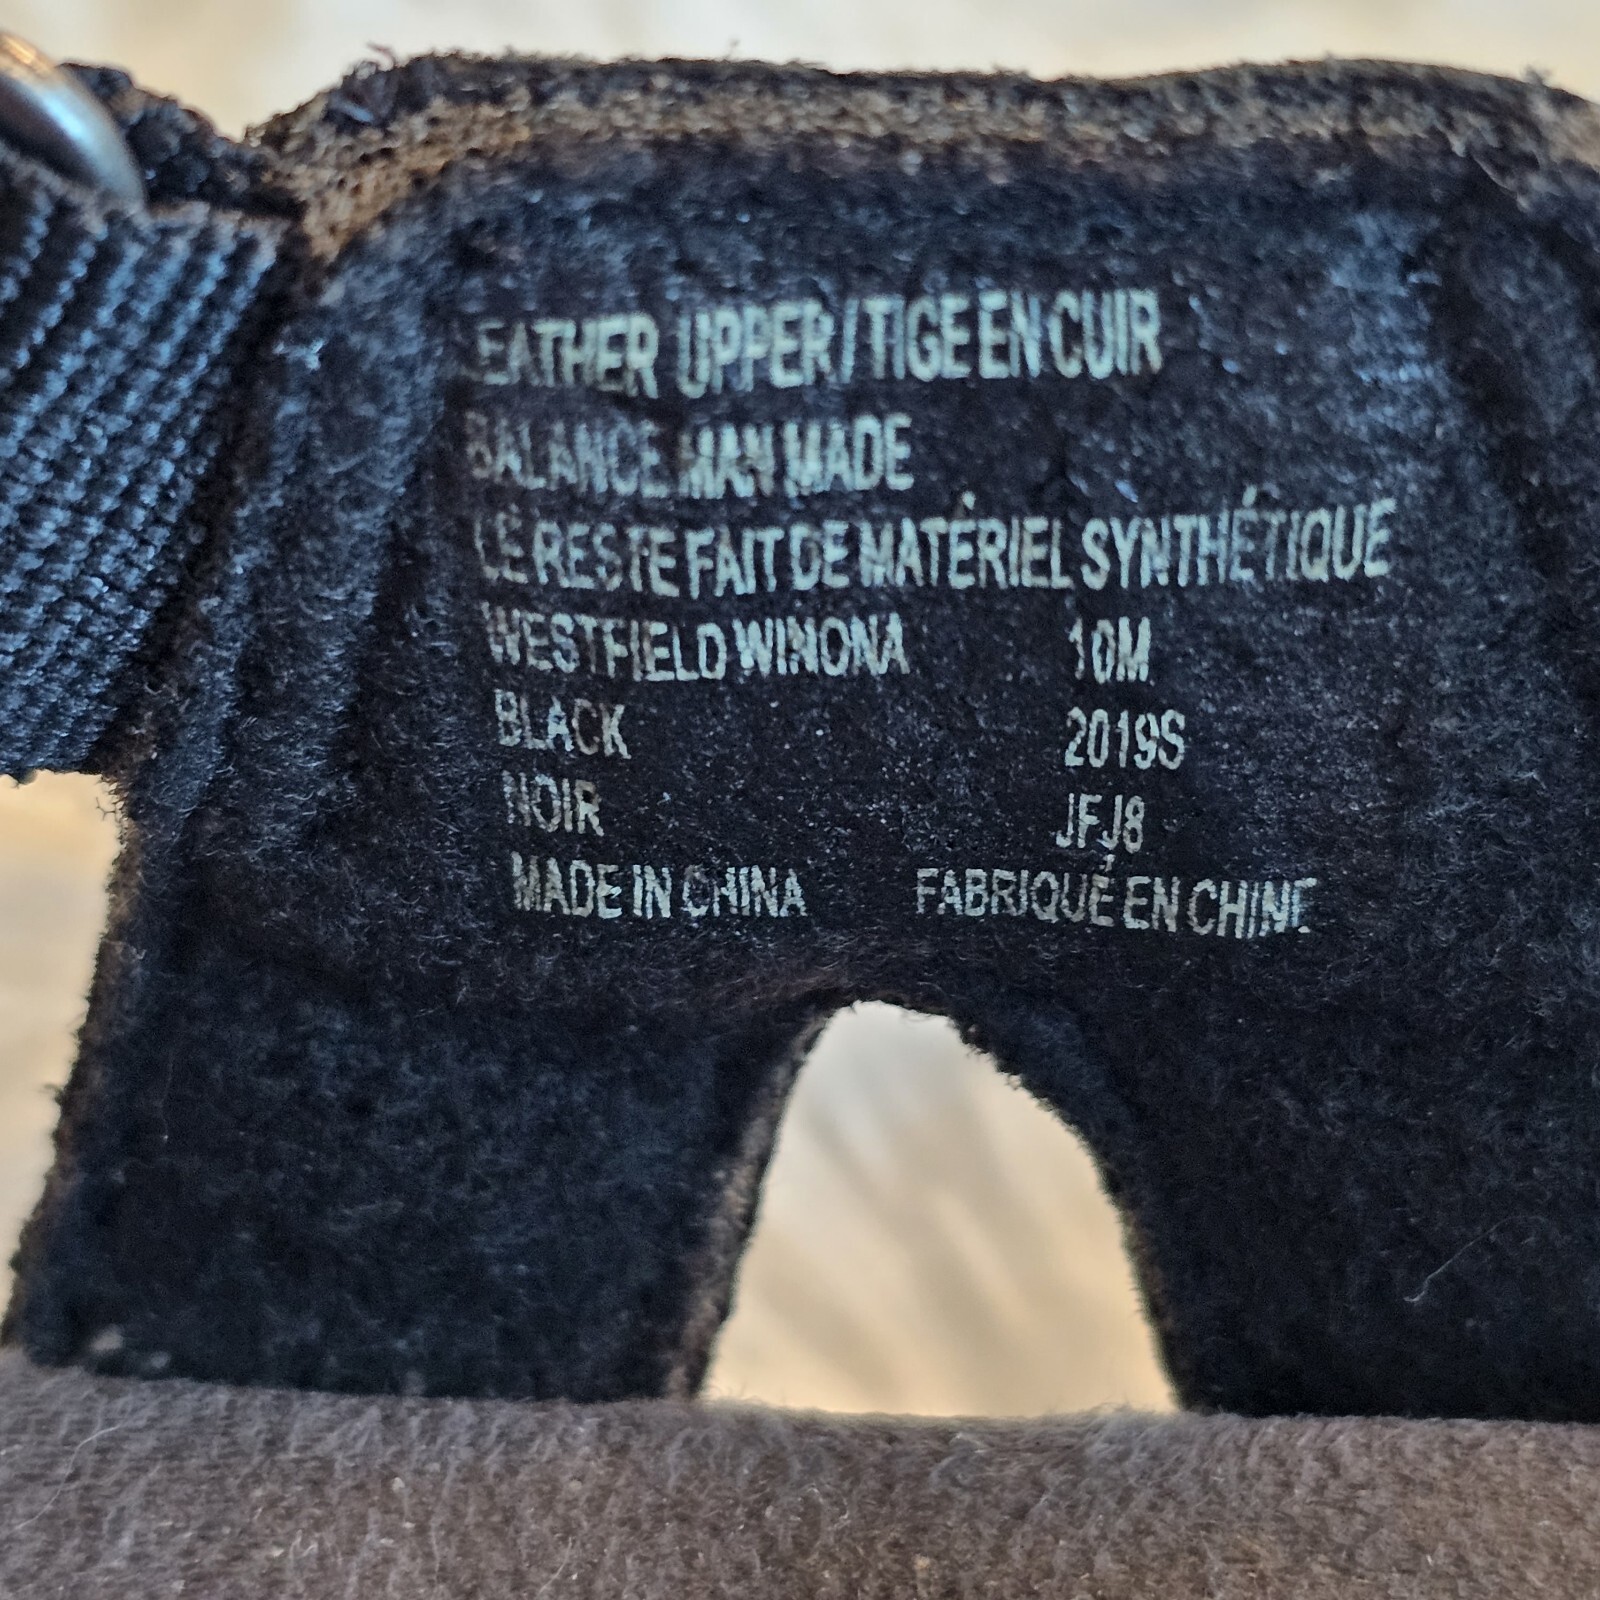 LEATHER UPPER/TIGE EN CUIR
BALANCE MAN MADE
LE RESTE FAIT DE MATÉRIEL SYNTHÉTIQUE
WESTFIELD WINONA 10M
BLACK 2019S
NOIR JFJ8
MADE IN CHINA FABRIQUÉ EN CHINE